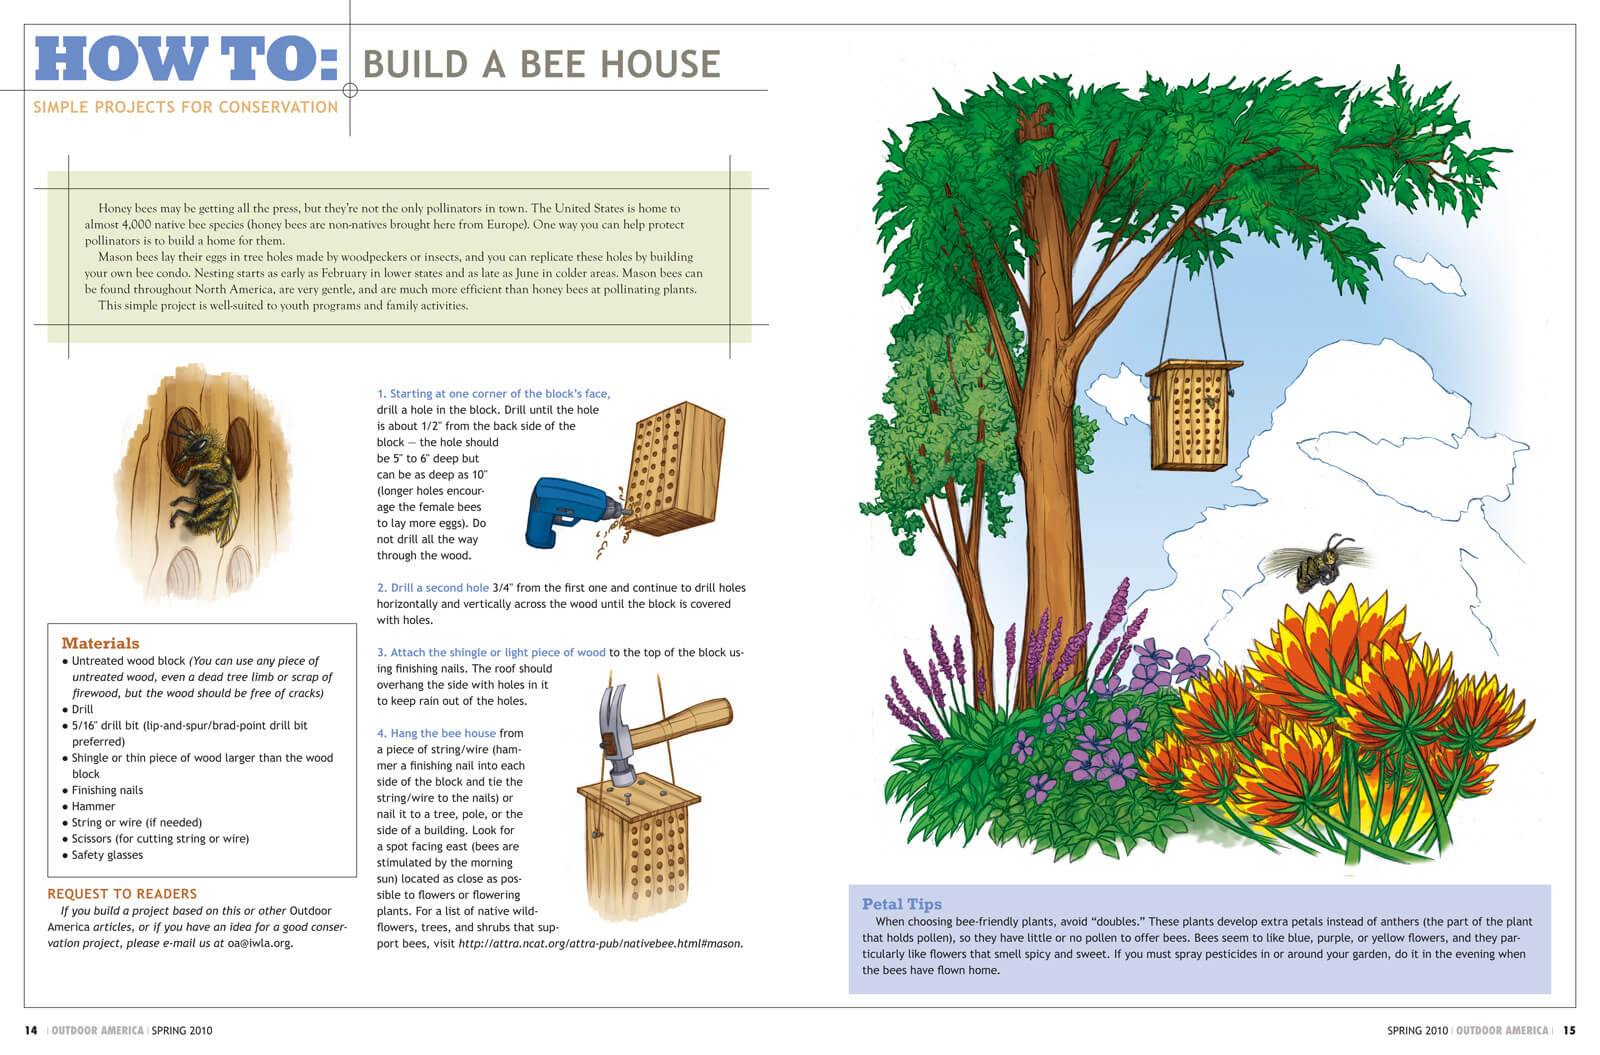 HOW TO:
BUILD A BEE HOUSE
SIMPLE PROJECTS FOR CONSERVATION
Honey bees may be getting all the press, but they're not the only pollinators in town. The United States is home to
almost 4,000 native bee species (honey bees are non-natives brought here from Europe). One way you can help protect
pollinators is to build a home for them.
Mason bees lay their eggs in tree holes made by woodpeckers or insects, and you can replicate these holes by building
your own bee condo. Nesting starts as early as February in lower states and as late as June in colder areas. Mason bees can
be found throughout North America, are very gentle, and are much more efficient than honey bees at pollinating plants.
This simple project is well-suited to youth programs and family activities.
Materials
● Untreated wood block (You can use any piece of
untreated wood, even a dead tree limb or scrap of
firewood, but the wood should be free of cracks)
● Drill
● 5/16" drill bit (lip-and-spur/brad-point drill bit
preferred)
● Shingle or thin piece of wood larger than the wood
block
● Finishing nails
● Hammer
● String or wire (if needed)
● Scissors (for cutting string or wire)
● Safety glasses
REQUEST TO READERS
If you build a project based on this or other Outdoor
America articles, or if you have an idea for a good conser-
vation project, please e-mail us at oa@iwla.org.
1. Starting at one corner of the block's face,
drill a hole in the block. Drill until the hole
is about 1/2" from the back side of the
block — the hole should
be 5" to 6" deep but
can be as deep as 10"
(longer holes encour-
age the female bees
to lay more eggs). Do
not drill all the way
through the wood.
2. Drill a second hole 3/4" from the first one and continue to drill holes
horizontally and vertically across the wood until the block is covered
with holes.
3. Attach the shingle or light piece of wood to the top of the block us-
ing finishing nails. The roof should
overhang the side with holes in it
to keep rain out of the holes.
4. Hang the bee house from
a piece of string/wire (ham-
mer a finishing nail into each
side of the block and tie the
string/wire to the nails) or
nail it to a tree, pole, or the
side of a building. Look for
a spot facing east (bees are
stimulated by the morning
sun) located as close as pos-
sible to flowers or flowering
plants. For a list of native wild-
flowers, trees, and shrubs that sup-
port bees, visit http://attra.ncat.org/attra-pub/nativebee.html#mason.
Petal Tips
When choosing bee-friendly plants, avoid “doubles.” These plants develop extra petals instead of anthers (the part of the plant
that holds pollen), so they have little or no pollen to offer bees. Bees seem to like blue, purple, or yellow flowers, and they par-
ticularly like flowers that smell spicy and sweet. If you must spray pesticides in or around your garden, do it in the evening when
the bees have flown home.
14 | OUTDOOR AMERICA | SPRING 2010
SPRING 2010 | OUTDOOR AMERICA | 15